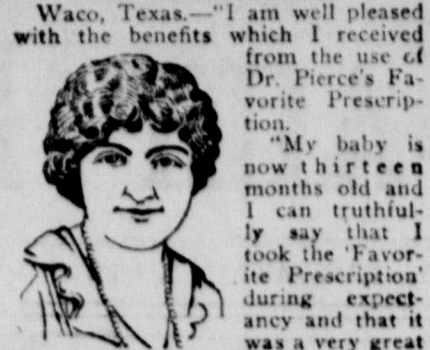 Waco, Texas.—"I am well pleased
with the benefits which I received
from the use of
Dr. Pierce's Fa-
vorite Prescrip-
tion.
"My baby is
now thirteen
months old and
I can truthful-
ly say that I
took the 'Favor-
ite Prescription'
during expect-
ancy and that it
was a very great